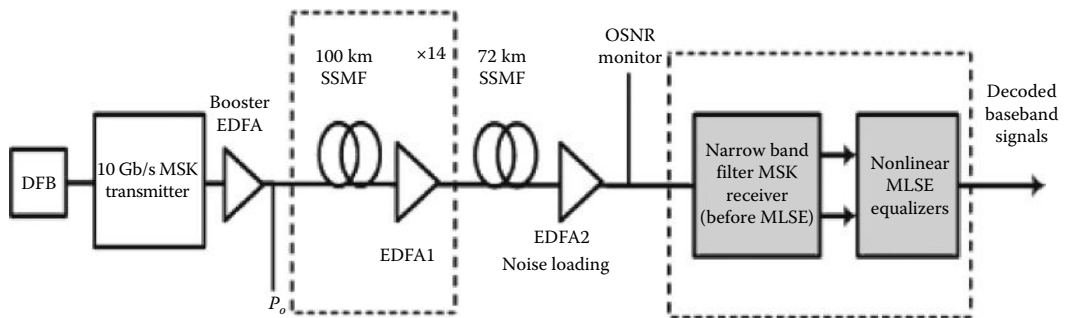 DFB
10 Gb/s MSK
transmitter
Booster
EDFA
P_o
100 km
SSMF
×14
EDFA1
72 km
SSMF
EDFA2
Noise loading
OSNR
monitor
Narrow band
filter MSK
receiver
(before MLSE)
Nonlinear
MLSE
equalizers
Decoded
baseband
signals